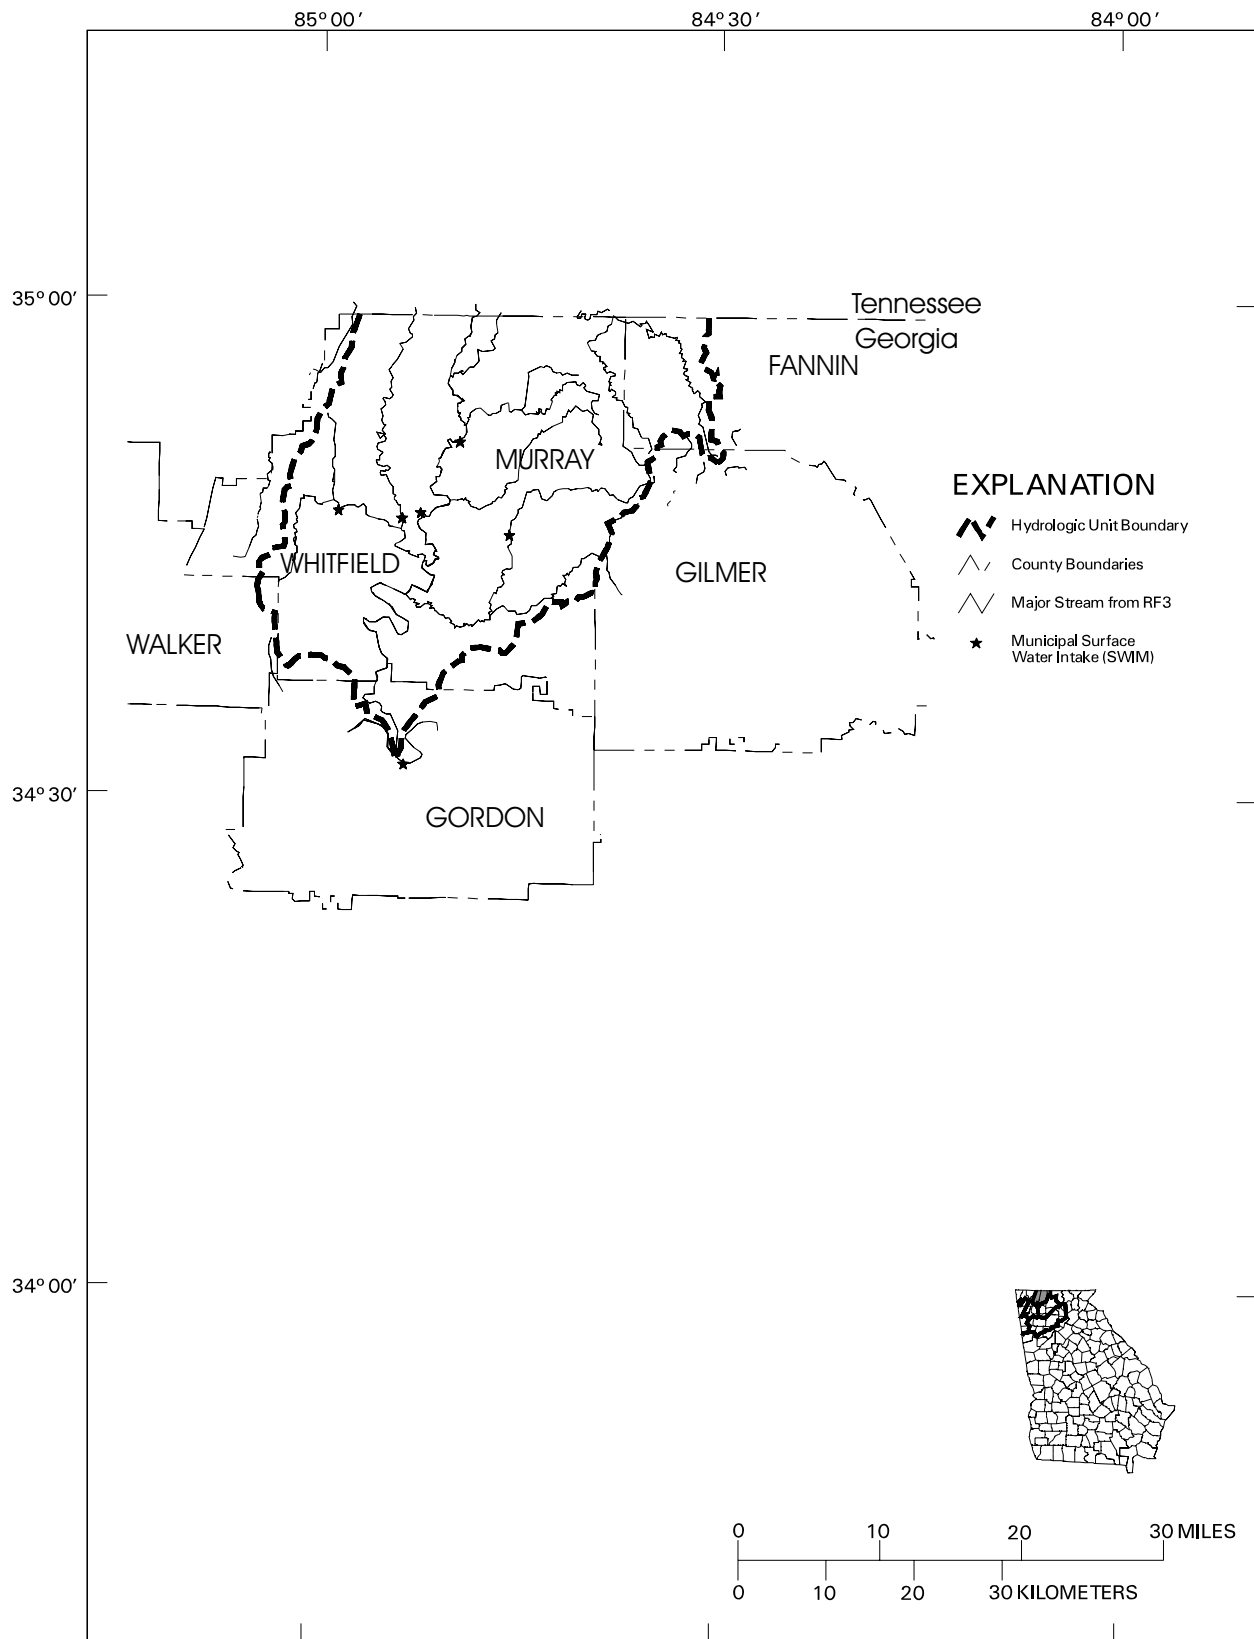 85°00′
84°30′
84°00′
35°00′
Tennessee
Georgia
FANNIN
MURRAY
EXPLANATION
Hydrologic Unit Boundary
County Boundaries
Major Stream from RF3
Municipal Surface
Water Intake (SWIM)
WHITFIELD
GILMER
WALKER
34°30′
GORDON
34°00′
0 10 20 30 MILES
0 10 20 30 KILOMETERS